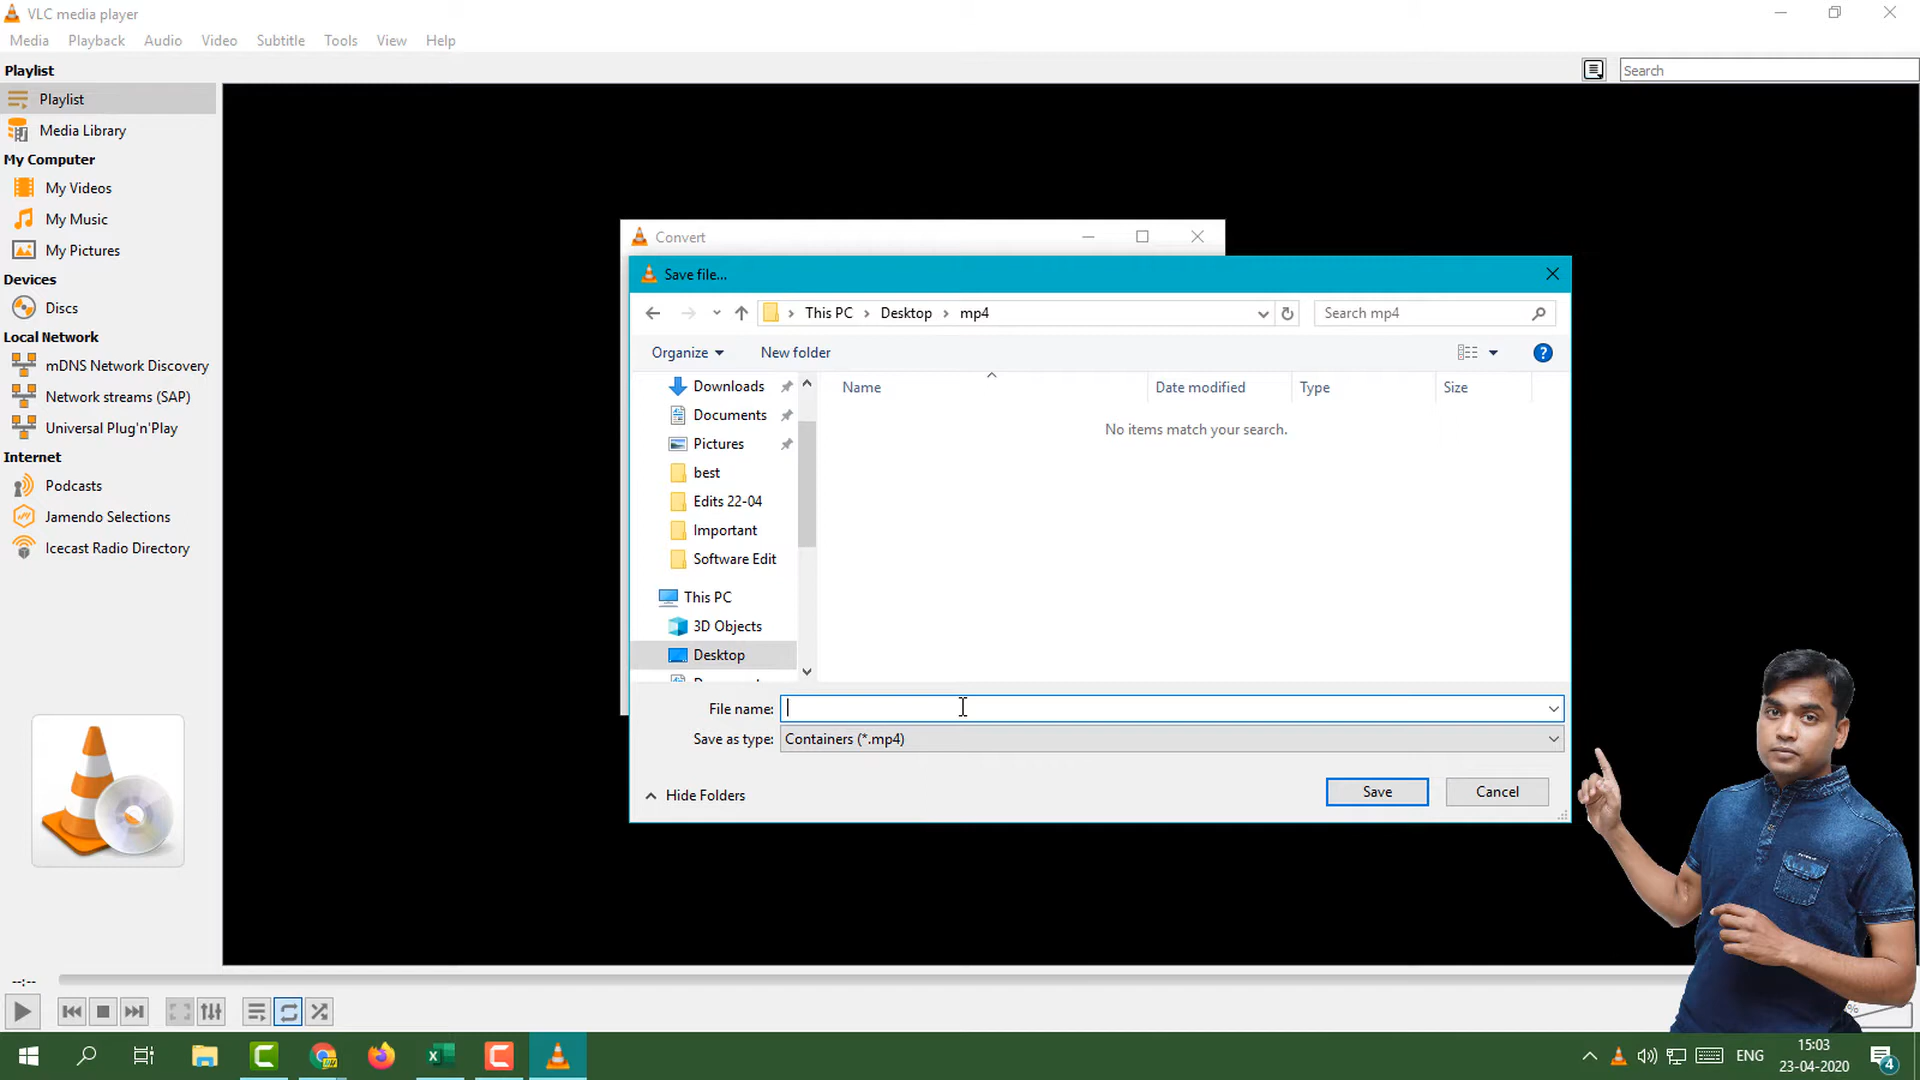 VLC media player
Media Playback Audio Video Subtitle Tools View Help
Playlist
Search
Playlist
Media Library
My Computer
My Videos
My Music
My Pictures
Devices
Discs
Local Network
mDNS Network Discovery
Network streams (SAP)
Universal Plug'n'Play
Internet
Podcasts
Jamendo Selections
Icecast Radio Directory
Convert
Save file...
This PC > Desktop > mp4
Search mp4
Organize
New folder
Name Date modified Type Size
No items match your search.
Downloads
Documents
Pictures
best
Edits 22-04
Important
Software Edit
This PC
3D Objects
Desktop
File name:
Save as type: Containers (*.mp4)
Hide Folders
Save
Cancel
--:--
ENG
15:03
23-04-2020
4